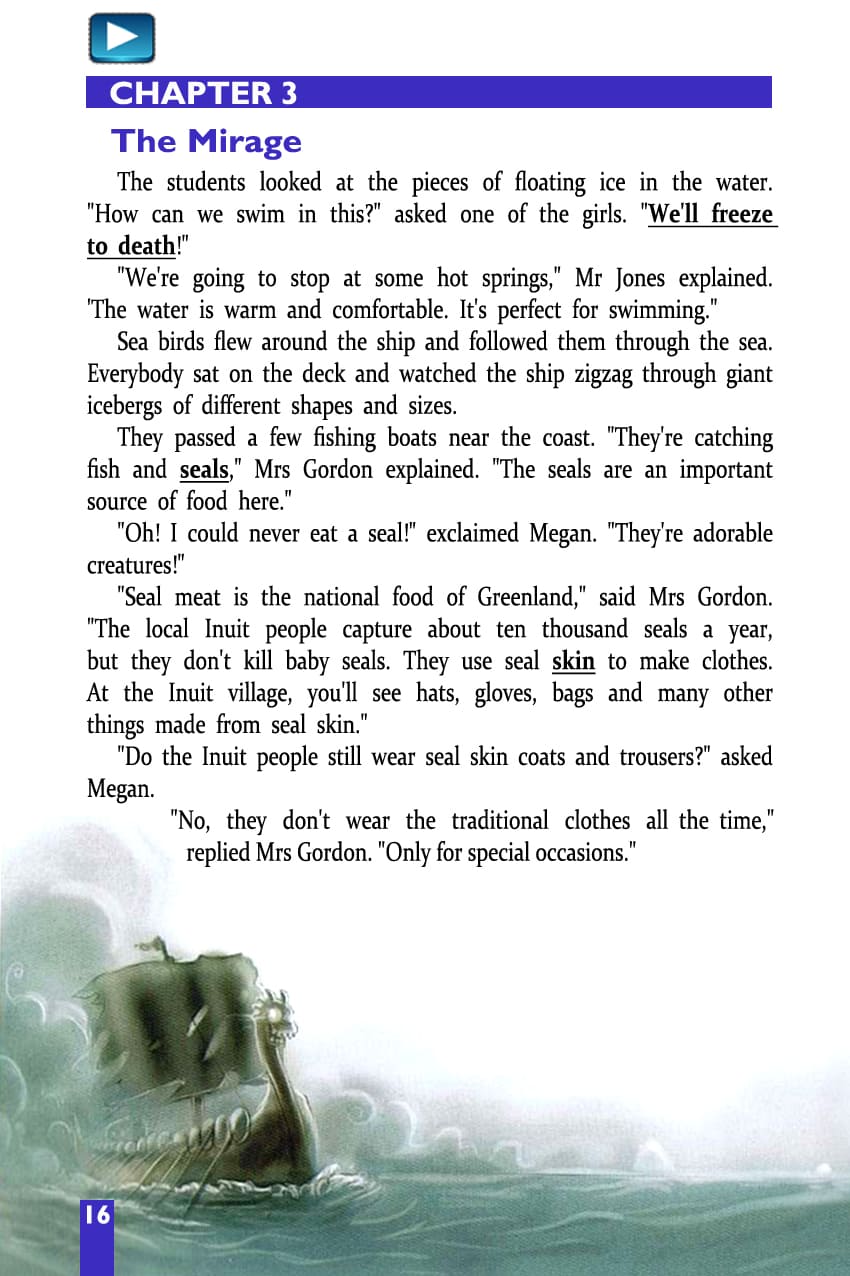 CHAPTER 3
The Mirage
The students looked at the pieces of floating ice in the water.
"How can we swim in this?" asked one of the girls. "We'll freeze
to death!"
"We're going to stop at some hot springs," Mr Jones explained.
'The water is warm and comfortable. It's perfect for swimming."
Sea birds flew around the ship and followed them through the sea.
Everybody sat on the deck and watched the ship zigzag through giant
icebergs of different shapes and sizes.
They passed a few fishing boats near the coast. "They're catching
fish and seals," Mrs Gordon explained. "The seals are an important
source of food here."
"Oh! I could never eat a seal!" exclaimed Megan. "They're adorable
creatures!"
"Seal meat is the national food of Greenland," said Mrs Gordon.
"The local Inuit people capture about ten thousand seals a year,
but they don't kill baby seals. They use seal skin to make clothes.
At the Inuit village, you'll see hats, gloves, bags and many other
things made from seal skin."
"Do the Inuit people still wear seal skin coats and trousers?" asked
Megan.
"No, they don't wear the traditional clothes all the time,"
replied Mrs Gordon. "Only for special occasions."
16